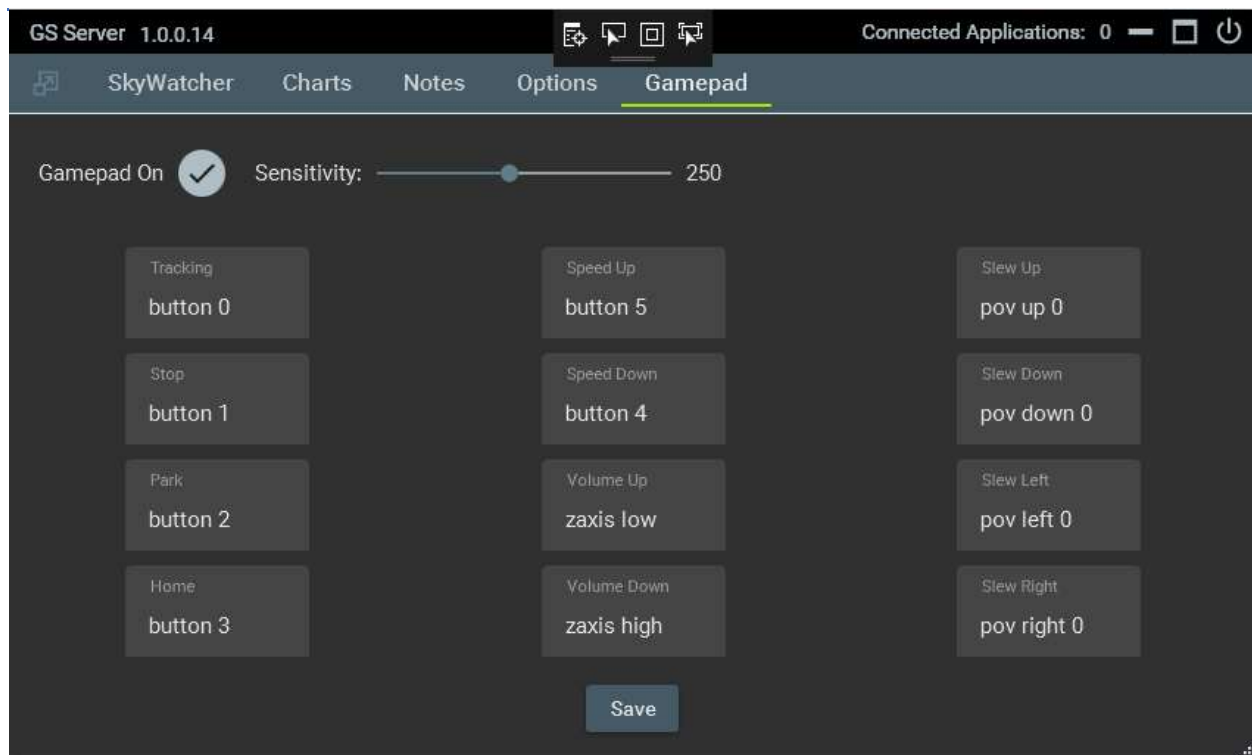 GS Server 1.0.0.14 Connected Applications: 0
SkyWatcher Charts Notes Options Gamepad
Gamepad On Sensitivity: 250
Tracking Speed Up Slew Up
button 0 button 5 pov up 0
Stop Speed Down Slew Down
button 1 button 4 pov down 0
Park Volume Up Slew Left
button 2 zaxis low pov left 0
Home Volume Down Slew Right
button 3 zaxis high pov right 0
Save